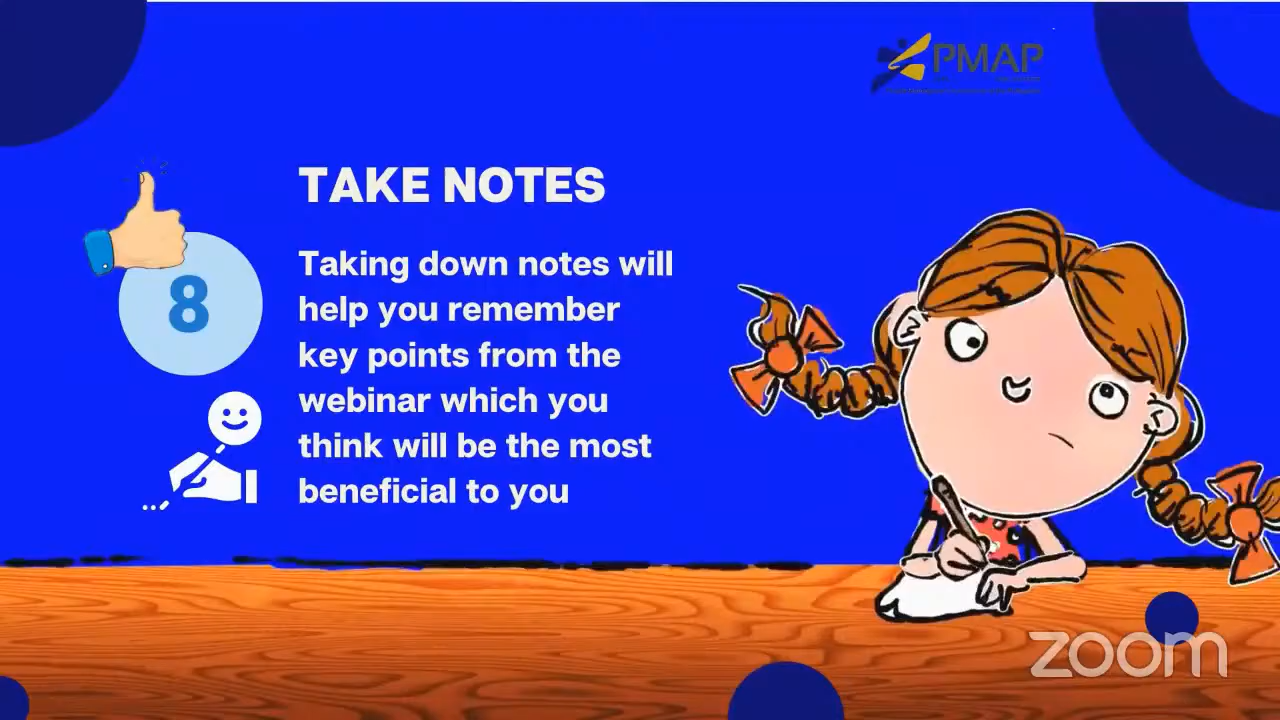 PMAP
TAKE NOTES
8
Taking down notes will
help you remember
key points from the
webinar which you
think will be the most
beneficial to you
zoom